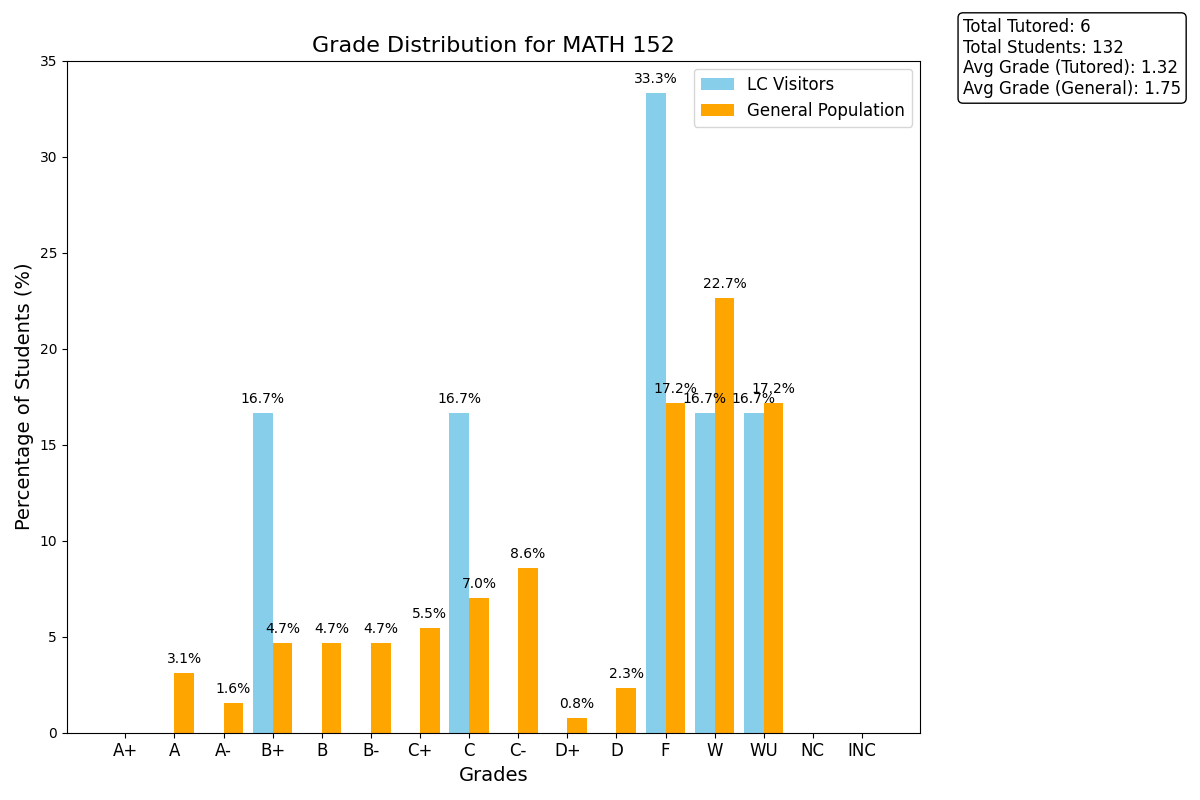 Total Tutored: 6
Total Students: 132
Avg Grade (Tutored): 1.32
Avg Grade (General): 1.75
Grade Distribution for MATH 152
LC Visitors
General Population
Percentage of Students (%)
35
30
25
20
15
10
5
0
33.3%
22.7%
17.2%
17.2%
16.7%
16.7%
16.7%
16.7%
8.6%
7.0%
5.5%
4.7%
4.7%
4.7%
3.1%
1.6%
2.3%
0.8%
A+ A A- B+ B B- C+ C C- D+ D F W WU NC INC
Grades